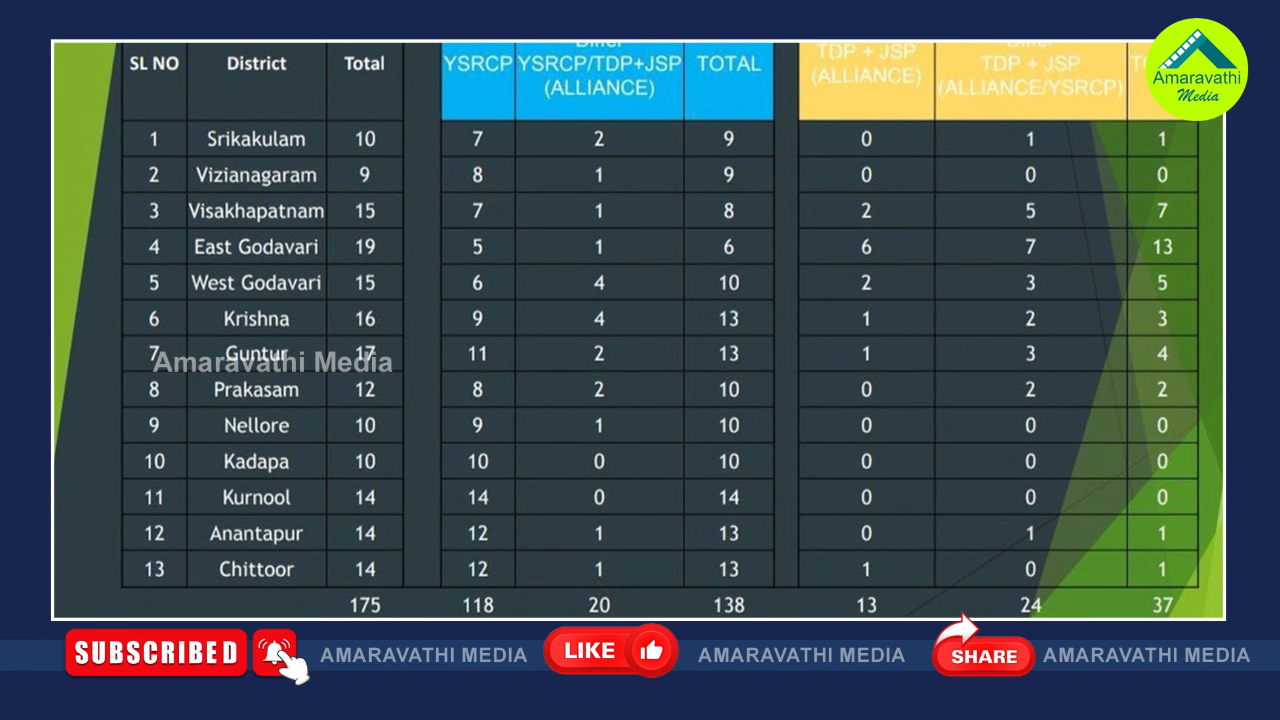 SL NO District Total YSRCP YSRCP/TDP+JSP (ALLIANCE) TOTAL TDP + JSP (ALLIANCE) TDP + JSP (ALLIANCE/YSRCP)
Amaravathi
Media
1 Srikakulam 10 7 2 9 0 1 1
2 Vizianagaram 9 8 1 9 0 0 0
3 Visakhapatnam 15 7 1 8 2 5 7
4 East Godavari 19 5 1 6 6 7 13
5 West Godavari 15 6 4 10 2 3 5
6 Krishna 16 9 4 13 1 2 3
7 Guntur 17 11 2 13 1 3 4
Amaravathi Media
8 Prakasam 12 8 2 10 0 2 2
9 Nellore 10 9 1 10 0 0 0
10 Kadapa 10 10 0 10 0 0 0
11 Kurnool 14 14 0 14 0 0 0
12 Anantapur 14 12 1 13 0 1 1
13 Chittoor 14 12 1 13 1 0 1
175 118 20 138 13 24 37
SUBSCRIBED AMARAVATHI MEDIA LIKE AMARAVATHI MEDIA SHARE AMARAVATHI MEDIA